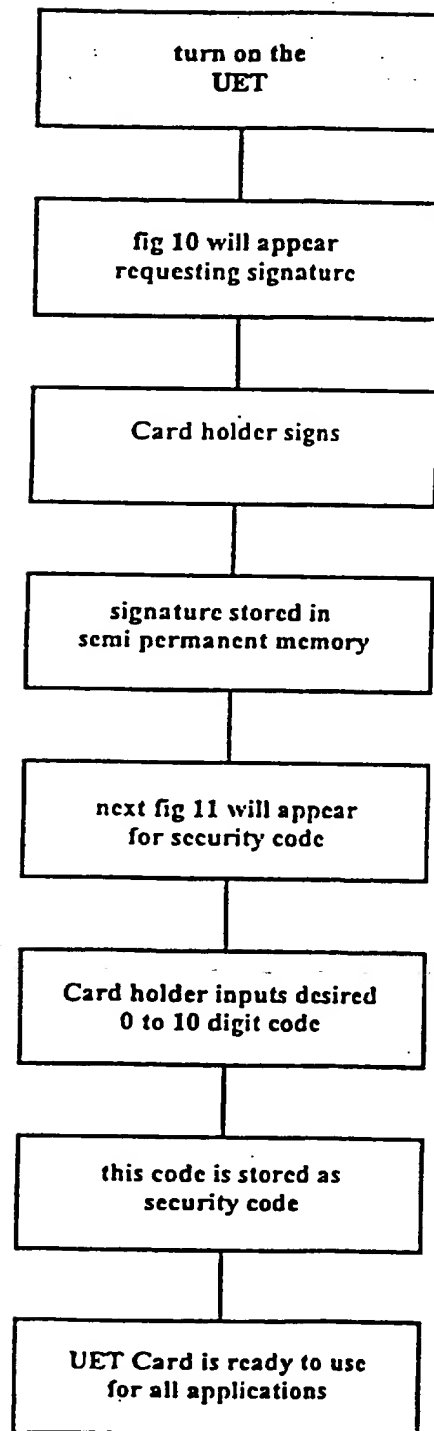 turn on the
UET
fig 10 will appear
requesting signature
Card holder signs
signature stored in
semi permanent memory
next fig 11 will appear
for security code
Card holder inputs desired
0 to 10 digit code
this code is stored as
security code
UET Card is ready to use
for all applications